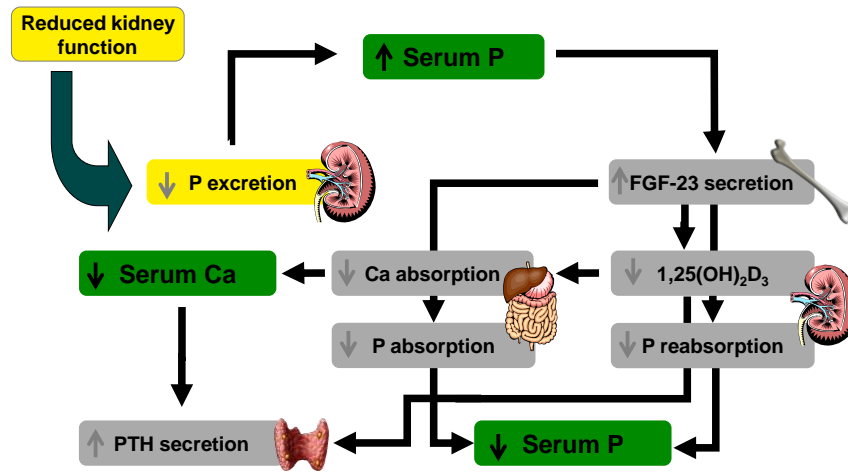 Reduced kidney
function
↑ Serum P
↓ P excretion
↑ FGF-23 secretion
↓ Serum Ca
↓ Ca absorption
↓ 1,25(OH)₂D₃
↓ P absorption
↓ P reabsorption
↑ PTH secretion
↓ Serum P